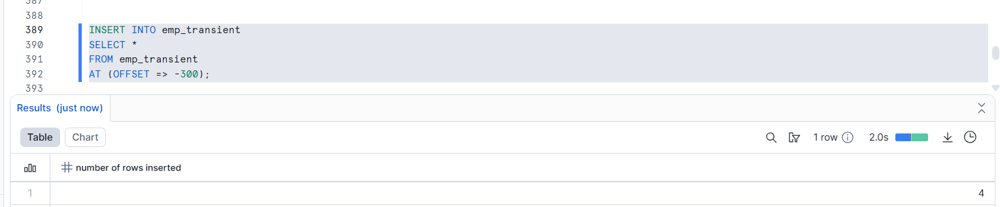 387
388
389 INSERT INTO emp_transient
390 SELECT *
391 FROM emp_transient
392 AT (OFFSET => -300);
393
Results (just now)
Table Chart 1 row 2.0s
number of rows inserted
1 4